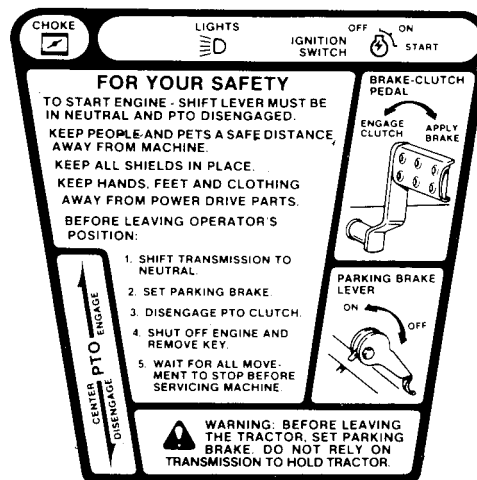 CHOKE
LIGHTS
IGNITION
SWITCH
OFF ON
START
FOR YOUR SAFETY
TO START ENGINE - SHIFT LEVER MUST BE
IN NEUTRAL AND PTO DISENGAGED.
KEEP PEOPLE AND PETS A SAFE DISTANCE
AWAY FROM MACHINE.
KEEP ALL SHIELDS IN PLACE.
KEEP HANDS, FEET AND CLOTHING
AWAY FROM POWER DRIVE PARTS.
BEFORE LEAVING OPERATOR'S
POSITION:
1. SHIFT TRANSMISSION TO
NEUTRAL.
2. SET PARKING BRAKE.
3. DISENGAGE PTO CLUTCH.
4. SHUT OFF ENGINE AND
REMOVE KEY.
5. WAIT FOR ALL MOVE-
MENT TO STOP BEFORE
SERVICING MACHINE.
BRAKE-CLUTCH
PEDAL
ENGAGE
CLUTCH
APPLY
BRAKE
PARKING BRAKE
LEVER
ON
OFF
PTO
ENGAGE
CENTER
DISENGAGE
WARNING: BEFORE LEAVING
THE TRACTOR, SET PARKING
BRAKE. DO NOT RELY ON
TRANSMISSION TO HOLD TRACTOR.